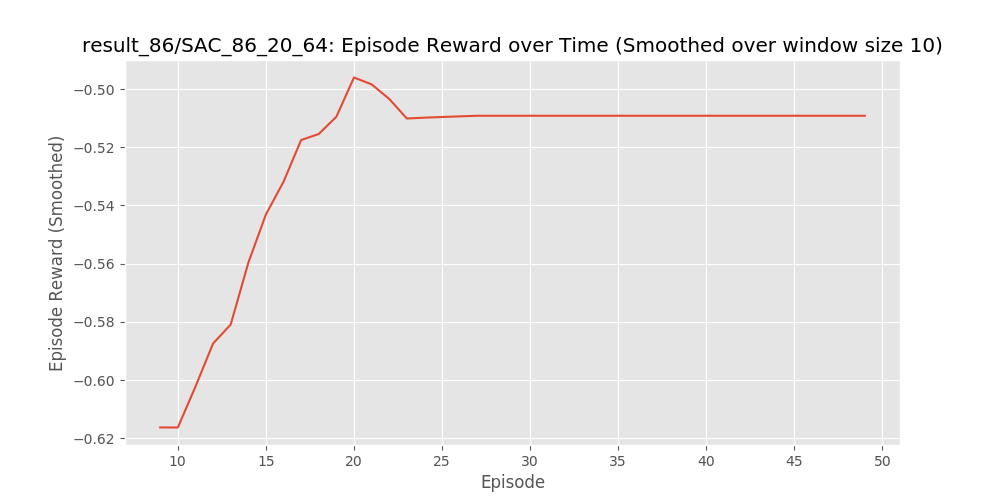 result_86/SAC_86_20_64: Episode Reward over Time (Smoothed over window size 10)
Episode Reward (Smoothed)
−0.50
−0.52
−0.54
−0.56
−0.58
−0.60
−0.62
10 15 20 25 30 35 40 45 50
Episode